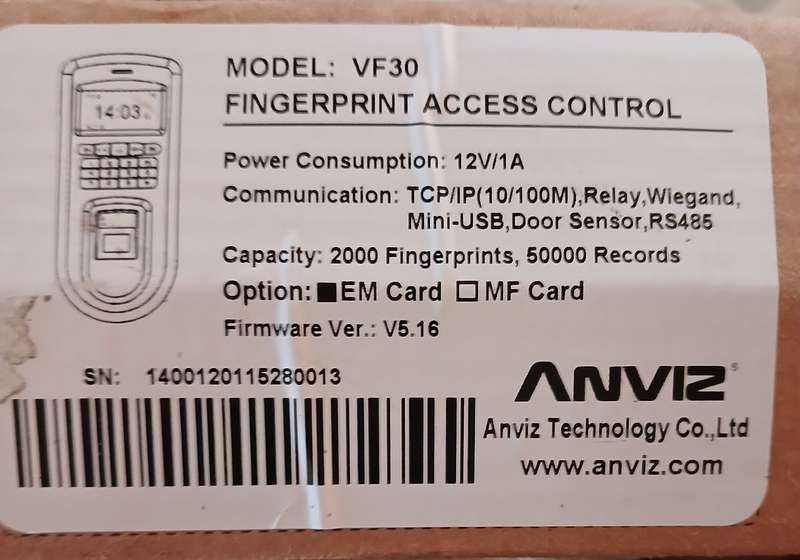 MODEL: VF30
FINGERPRINT ACCESS CONTROL
14:03
Power Consumption: 12V/1A
Communication: TCP/IP(10/100M),Relay,Wiegand,
Mini-USB,Door Sensor,RS485
Capacity: 2000 Fingerprints, 50000 Records
Option: ■EM Card □MF Card
Firmware Ver.: V5.16
SN: 1400120115280013
ANVIZ
Anviz Technology Co.,Ltd
www.anviz.com